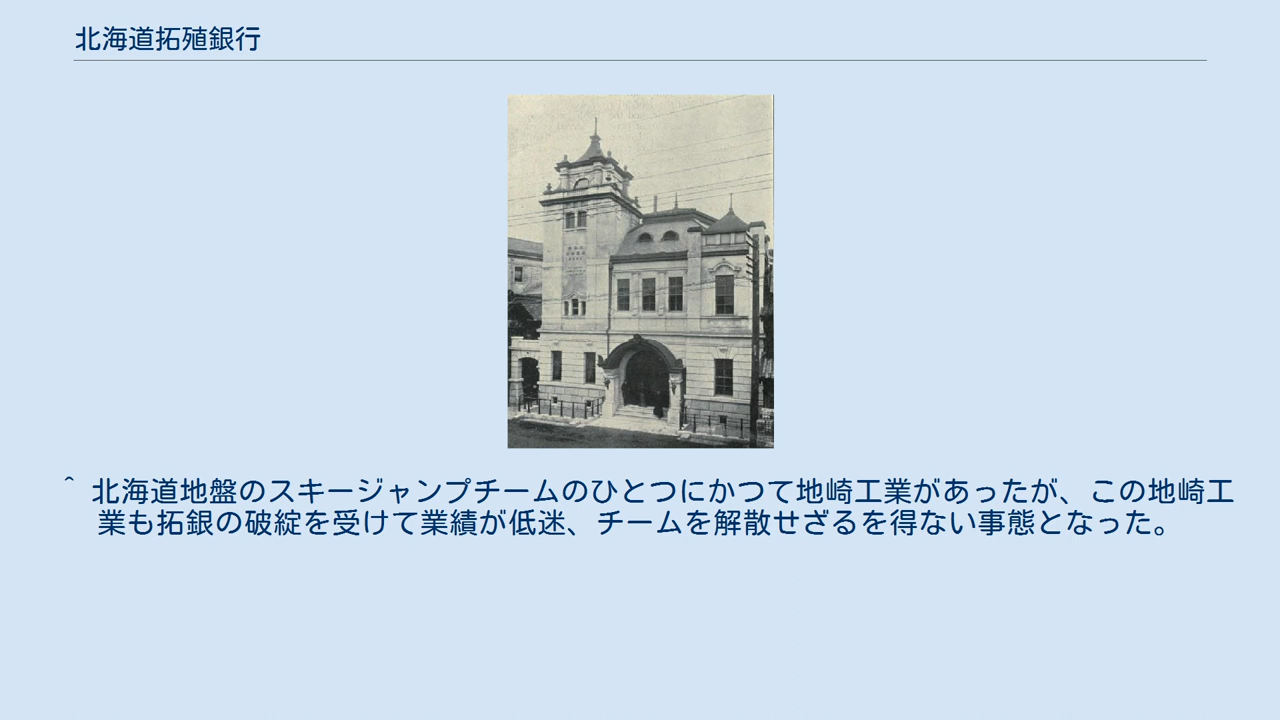 北海道拓殖銀行
^ 北海道地盤のスキージャンプチームのひとつにかつて地崎工業があったが、この地崎工
業も拓銀の破綻を受けて業績が低迷、チームを解散せざるを得ない事態となった。